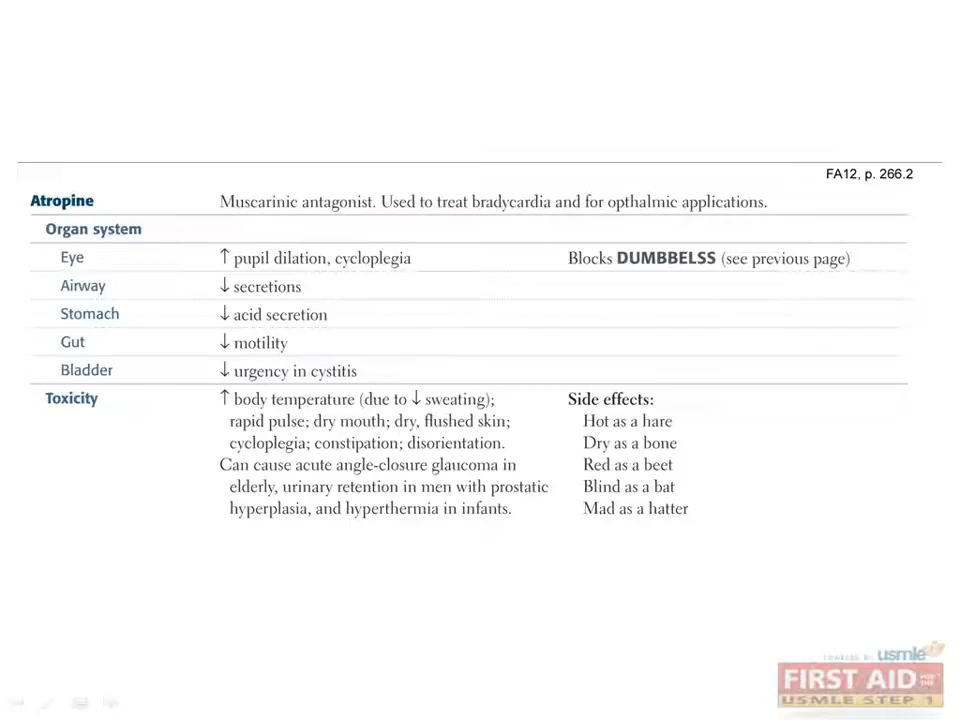 FA12, p. 266.2
Atropine Muscarinic antagonist. Used to treat bradycardia and for opthalmic applications.
Organ system
Eye ↑ pupil dilation, cycloplegia Blocks DUMBBELSS (see previous page)
Airway ↓ secretions
Stomach ↓ acid secretion
Gut ↓ motility
Bladder ↓ urgency in cystitis
Toxicity ↑ body temperature (due to ↓ sweating); Side effects:
rapid pulse; dry mouth; dry, flushed skin; Hot as a hare
cycloplegia; constipation; disorientation. Dry as a bone
Can cause acute angle-closure glaucoma in Red as a beet
elderly, urinary retention in men with prostatic Blind as a bat
hyperplasia, and hyperthermia in infants. Mad as a hatter
POWERED BY usmle
FIRST AID FOR THE
USMLE STEP 1